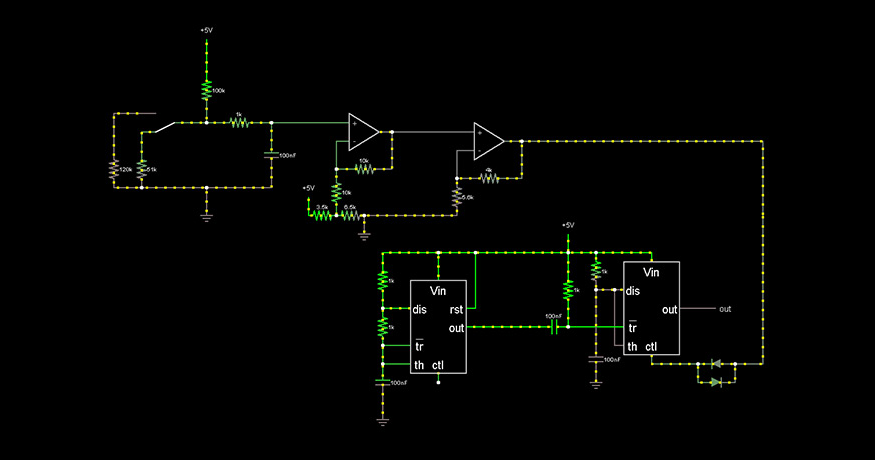 +5V
100k
1k
120k
51k
100nF
+
-
10k
10k
+5V
3.5k
6.5k
+
-
4k
5.6k
+5V
1k
1k
Vin
dis
rst
out
tr
th
ctl
100nF
100nF
1k
1k
100nF
Vin
dis
out
tr
th
ctl
out